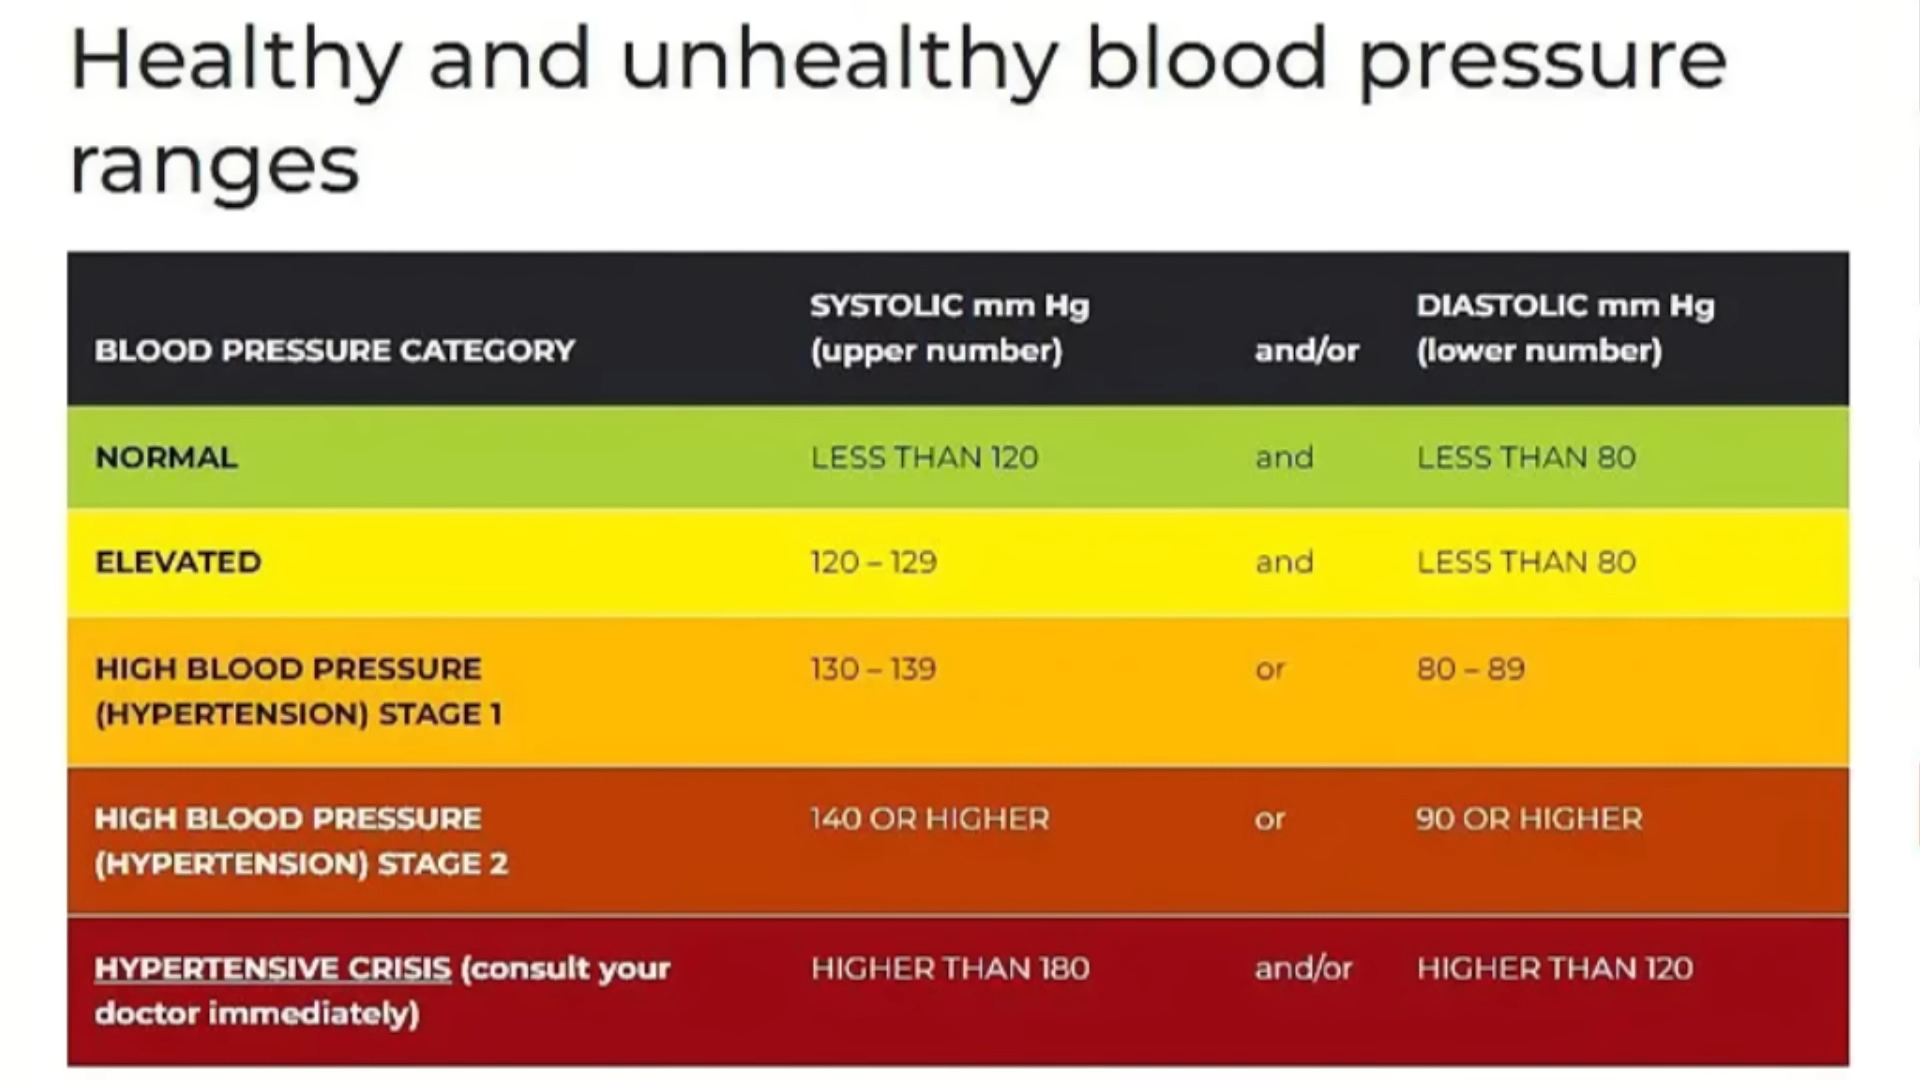 Healthy and unhealthy blood pressure
ranges
BLOOD PRESSURE CATEGORY SYSTOLIC mm Hg (upper number) and/or DIASTOLIC mm Hg (lower number)
NORMAL LESS THAN 120 and LESS THAN 80
ELEVATED 120 – 129 and LESS THAN 80
HIGH BLOOD PRESSURE 130 – 139 or 80 – 89
(HYPERTENSION) STAGE 1
HIGH BLOOD PRESSURE 140 OR HIGHER or 90 OR HIGHER
(HYPERTENSION) STAGE 2
HYPERTENSIVE CRISIS (consult your HIGHER THAN 180 and/or HIGHER THAN 120
doctor immediately)